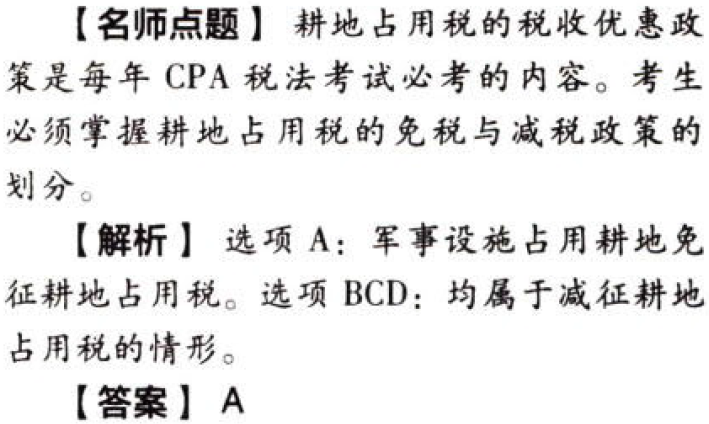 【名师点题】 耕地占用税的税收优惠政
策是每年 CPA 税法考试必考的内容。考生
必须掌握耕地占用税的免税与减税政策的
划分。
【解析】 选项 A：军事设施占用耕地免
征耕地占用税。选项 BCD：均属于减征耕地
占用税的情形。
【答案】 A